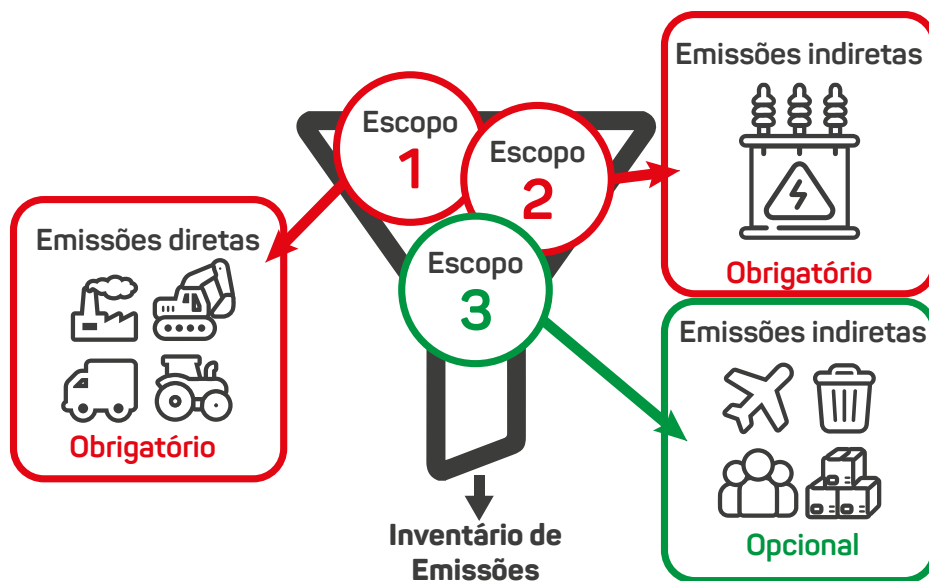 Escopo
1
Escopo
2
Escopo
3
Emissões diretas
Obrigatório
Emissões indiretas
Obrigatório
Emissões indiretas
Opcional
Inventário de
Emissões